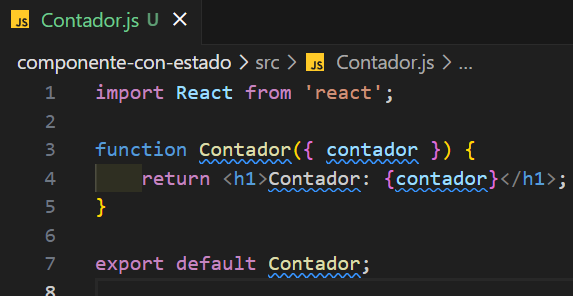 JS Contador.js U ×
componente-con-estado > src > JS Contador.js > ...
1 import React from 'react';
2
3 function Contador({ contador }) {
4 return <h1>Contador: {contador}</h1>;
5 }
6
7 export default Contador;
8